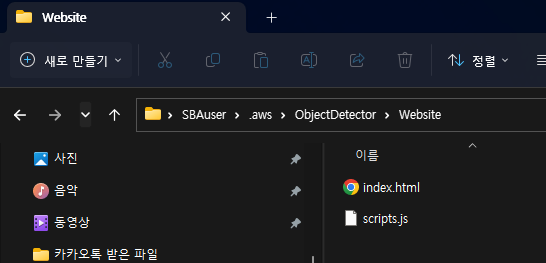 Website
새로 만들기
정렬
SBAuser > .aws > ObjectDetector > Website
사진
음악
동영상
카카오톡 받은 파일
이름
index.html
scripts.js